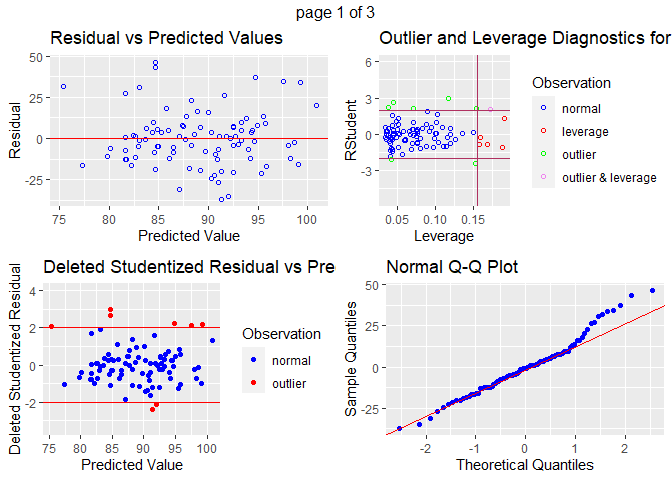 page 1 of 3
Residual vs Predicted Values
Residual
50
25
0
-25
75
80
85
90
95
100
Predicted Value
Outlier and Leverage Diagnostics for
RStudent
6
3
0
-3
0.05
0.10
0.15
Leverage
Observation
normal
leverage
outlier
outlier & leverage
Deleted Studentized Residual vs Pre
Deleted Studentized Residual
4
2
0
-2
75
80
85
90
95
100
Predicted Value
Observation
normal
outlier
Normal Q-Q Plot
Sample Quantiles
50
25
0
-25
-2
-1
0
1
2
Theoretical Quantiles